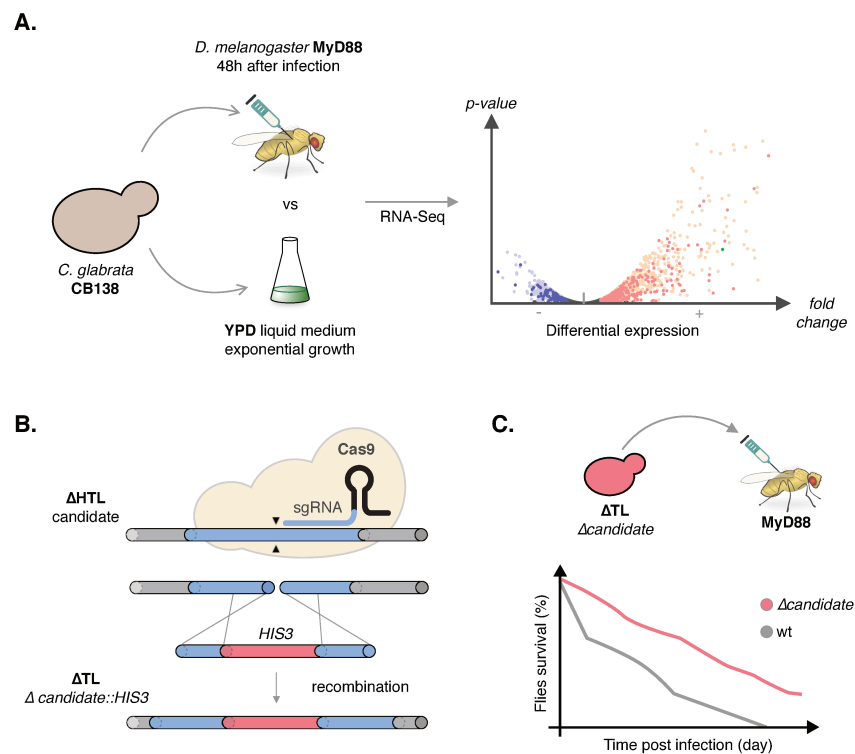 A.
D. melanogaster MyD88
48h after infection
p-value
vs
RNA-Seq
C. glabrata
CB138
YPD liquid medium
exponential growth
-
+
Differential expression
fold
change
B.
Cas9
sgRNA
ΔHTL
candidate
HIS3
ΔTL
Δ candidate::HIS3
recombination
C.
ΔTL
Δcandidate
MyD88
Flies survival (%)
Δcandidate
wt
Time post infection (day)